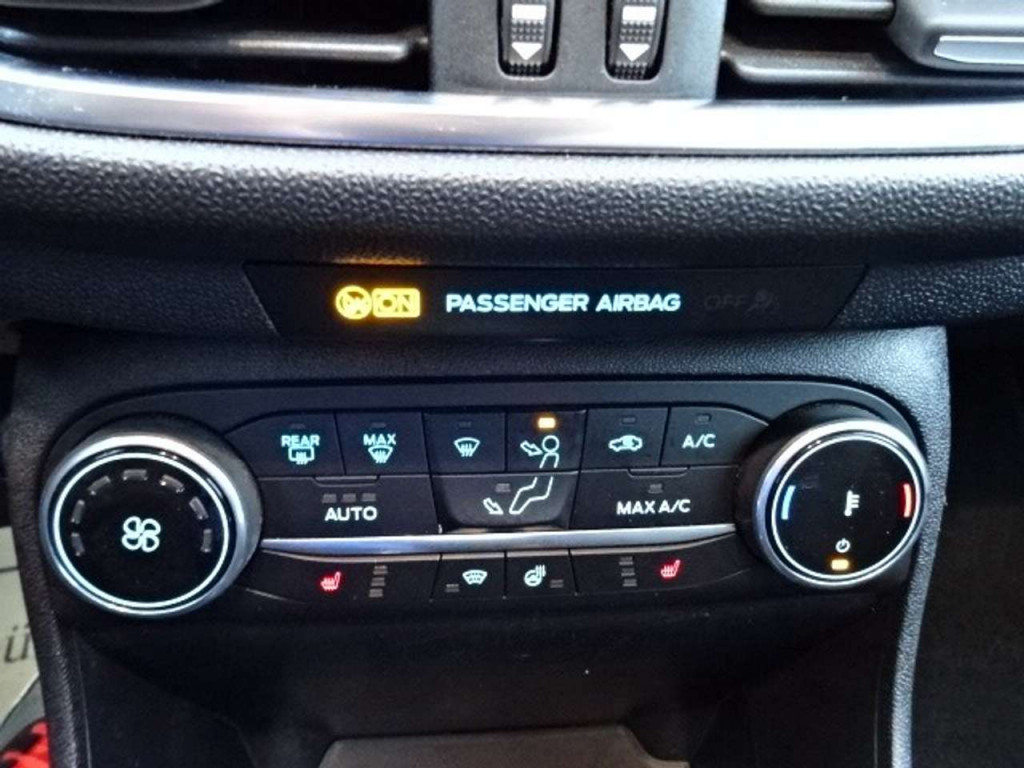 ON PASSENGER AIRBAG OFF
REAR MAX A/C
AUTO MAX A/C